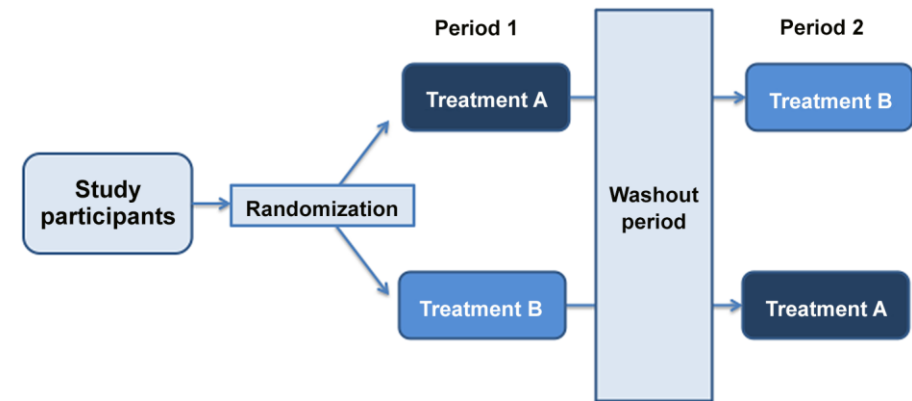 Period 1
Period 2
Treatment A
Treatment B
Study
participants
Randomization
Washout
period
Treatment B
Treatment A